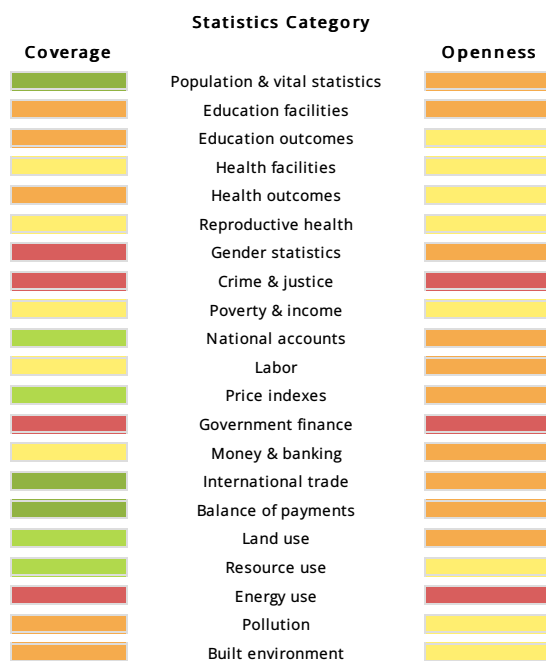 Statistics Category
Coverage
Openness
Population & vital statistics
Education facilities
Education outcomes
Health facilities
Health outcomes
Reproductive health
Gender statistics
Crime & justice
Poverty & income
National accounts
Labor
Price indexes
Government finance
Money & banking
International trade
Balance of payments
Land use
Resource use
Energy use
Pollution
Built environment